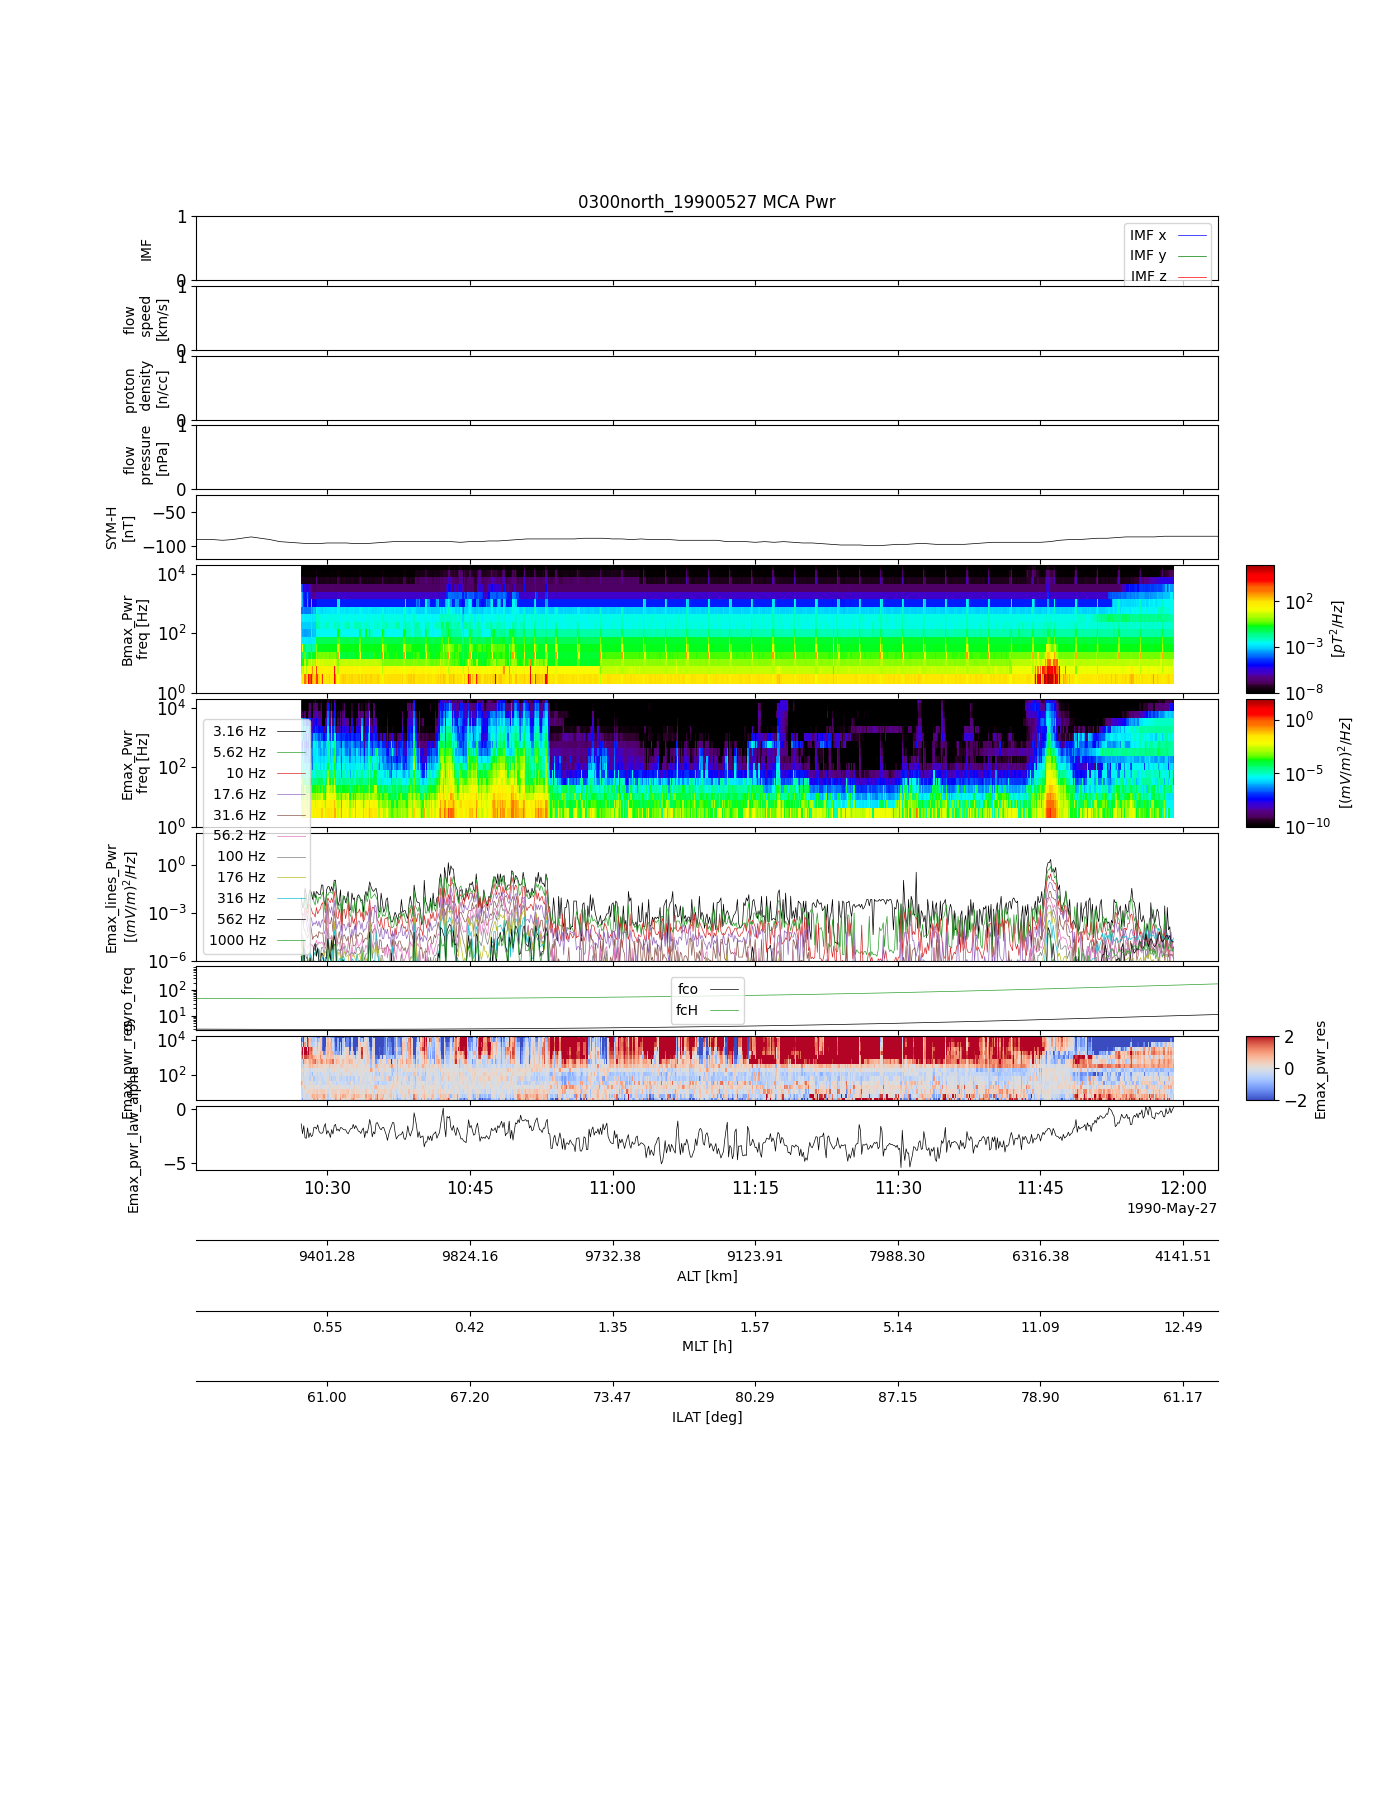 0300north_19900527 MCA Pwr
1
0
IMF
IMF x
IMF y
IMF z
1
0
flow
speed
[km/s]
1
0
proton
density
[n/cc]
1
0
flow
pressure
[nPa]
−50
−100
SYM-H
[nT]
10^4
10^2
10^0
Bmax_Pwr
freq [Hz]
10^2
10^−3
10^−8
[pT^2/Hz]
10^4
10^2
10^0
Emax_Pwr
freq [Hz]
10^0
10^−5
10^−10
[(mV/m)^2/Hz]
3.16 Hz
5.62 Hz
10 Hz
17.6 Hz
31.6 Hz
56.2 Hz
100 Hz
176 Hz
316 Hz
562 Hz
1000 Hz
10^0
10^−3
10^−6
Emax_lines_Pwr
[(mV/m)^2/Hz]
10^2
10^1
gyro_freq
fco
fcH
10^4
10^2
Emax_pwr_res
2
0
−2
Emax_pwr_res
0
−5
Emax_pwr_law_alpha
10:30 10:45 11:00 11:15 11:30 11:45 12:00
1990-May-27
9401.28 9824.16 9732.38 9123.91 7988.30 6316.38 4141.51
ALT [km]
0.55 0.42 1.35 1.57 5.14 11.09 12.49
MLT [h]
61.00 67.20 73.47 80.29 87.15 78.90 61.17
ILAT [deg]